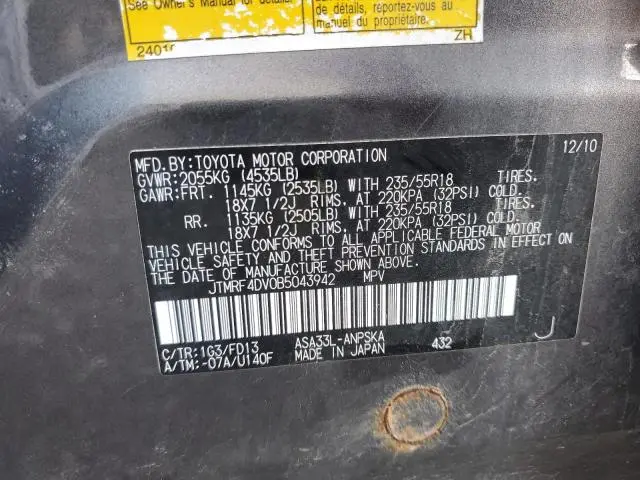 See Owner's Manual for details.
de détails, reportez-vous au
manuel du propriétaire.
ZH
MFD.BY:TOYOTA MOTOR CORPORATION 12/10
GVWR:2055KG (4535LB)
GAWR:FRT. 1145KG (2535LB) WITH 235/55R18 TIRES.
18X7 1/2J RIMS, AT 220KPA (32PSI) COLD.
RR. 1135KG (2505LB) WITH 235/55R18 TIRES.
18X7 1/2J RIMS, AT 220KPA (32PSI) COLD.
THIS VEHICLE CONFORMS TO ALL APPLICABLE FEDERAL MOTOR
VEHICLE SAFETY AND THEFT PREVENTION STANDARDS IN EFFECT ON
THE DATE OF MANUFACTURE SHOWN ABOVE.
JTMRF4DV0B5043942 MPV
C/TR:1G3/FD13 ASA33L-ANPSKA 432 J
A/TM:-07A/U140F MADE IN JAPAN